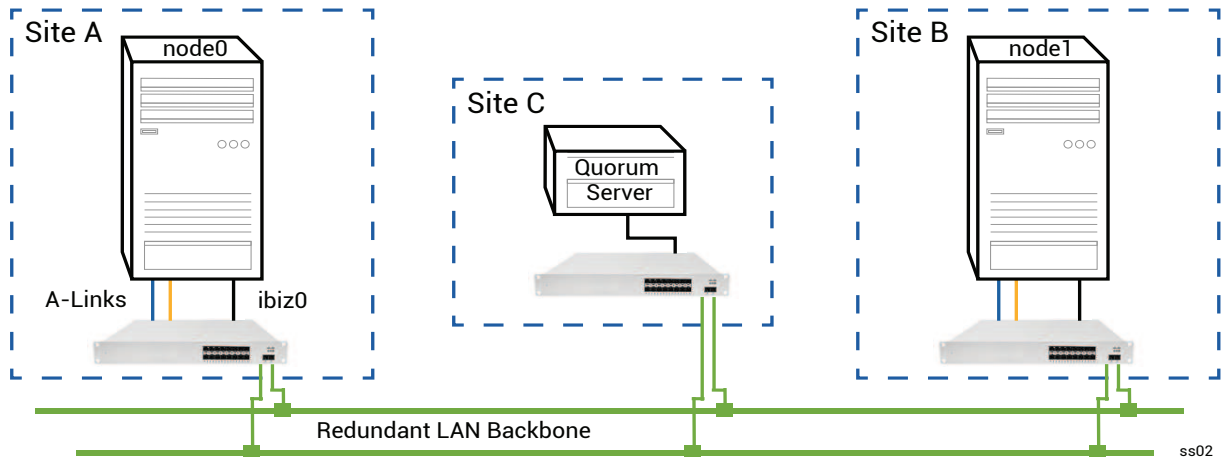 Site A
node0
A-Links
ibiz0
Site C
Quorum
Server
Site B
node1
Redundant LAN Backbone
ss02